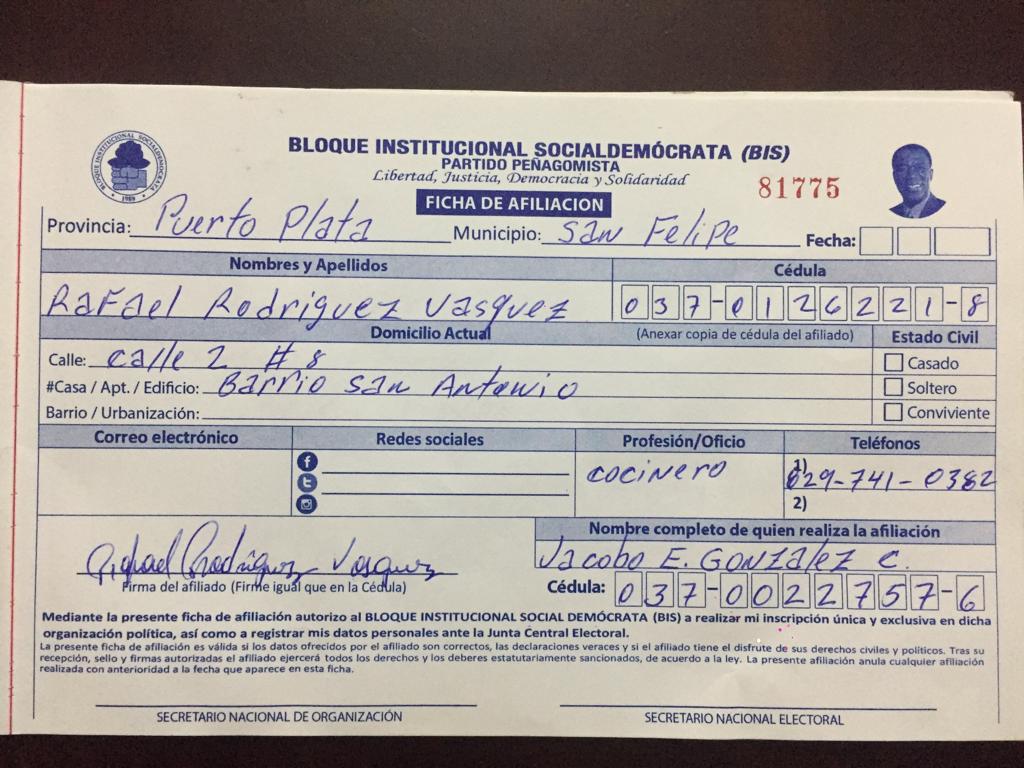 BLOQUE INSTITUCIONAL SOCIALDEMÓCRATA (BIS)
PARTIDO PEÑAGOMISTA
Libertad, Justicia, Democracia y Solidaridad
BLOQUE INSTITUCIONAL SOCIALDEMOCRATA
1989
81775
FICHA DE AFILIACION
Provincia: Puerto Plata Municipio: San Felipe Fecha:
Nombres y Apellidos Cédula
Rafael Rodriguez Vasquez 037-0126221-8
Domicilio Actual (Anexar copia de cédula del afiliado) Estado Civil
Calle: calle 2 # 8 Casado
#Casa / Apt. / Edificio: Barrio San Antonio Soltero
Barrio / Urbanización: Conviviente
Correo electrónico Redes sociales Profesión/Oficio Teléfonos
cocinero 1) 829-741-0382
2)
Nombre completo de quien realiza la afiliación
Rafael Rodriguez Vasquez Jacobo E. GONZAlEZ C.
Firma del afiliado (Firme igual que en la Cédula) Cédula: 037-0022757-6
Mediante la presente ficha de afiliación autorizo al BLOQUE INSTITUCIONAL SOCIAL DEMÓCRATA (BIS) a realizar mi inscripción única y exclusiva en dicha
organización política, así como a registrar mis datos personales ante la Junta Central Electoral.
La presente ficha de afiliación es válida si los datos ofrecidos por el afiliado son correctos, las declaraciones veraces y si el afiliado tiene el disfrute de sus derechos civiles y políticos. Tras su
recepción, sello y firmas autorizadas el afiliado ejercerá todos los derechos y los deberes estatutariamente sancionados, de acuerdo a la ley. La presente afiliación anula cualquier afiliación
realizada con anterioridad a la fecha que aparece en esta ficha.
SECRETARIO NACIONAL DE ORGANIZACIÓN SECRETARIO NACIONAL ELECTORAL